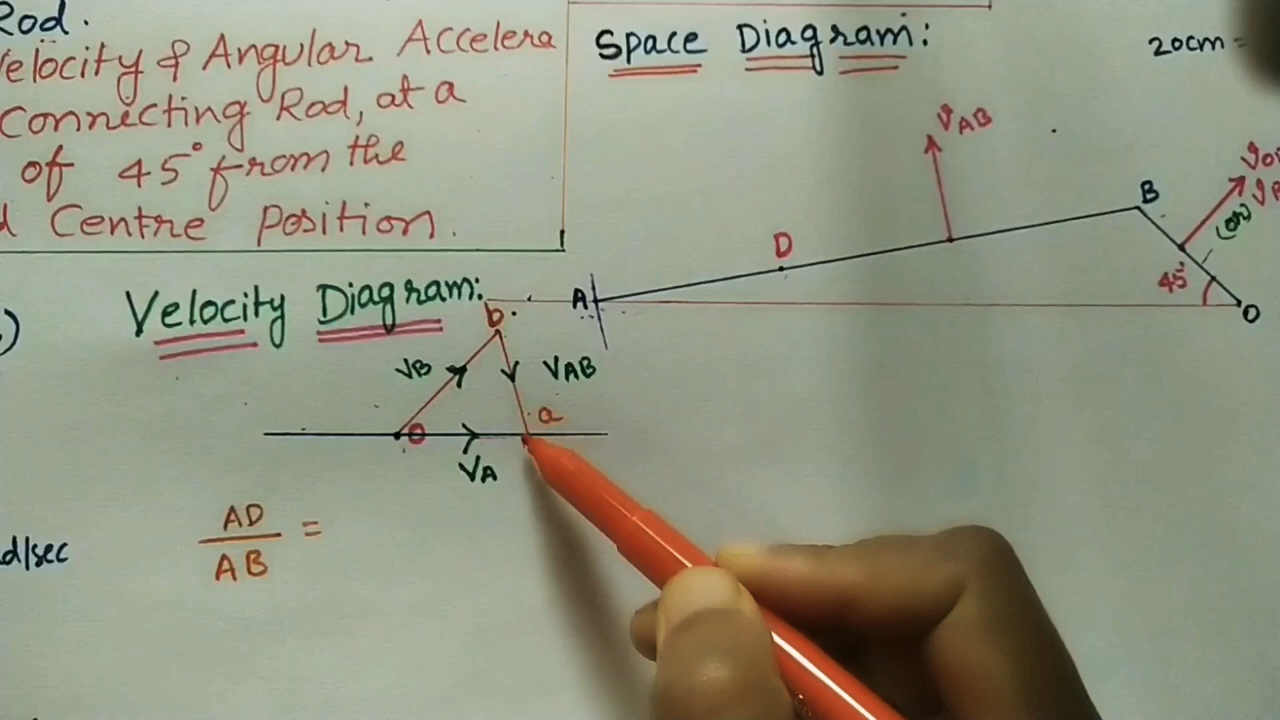 Rod.
Velocity & Angular Accelera
Connecting Rod, at a
of 45° from the
d Centre Position.
Space Diagram:
20cm =
VAB
B
D
A
45°
(or)
O
Velocity Diagram:
b
VB
VAB
a
o
VA
AD
AB =
d/sec